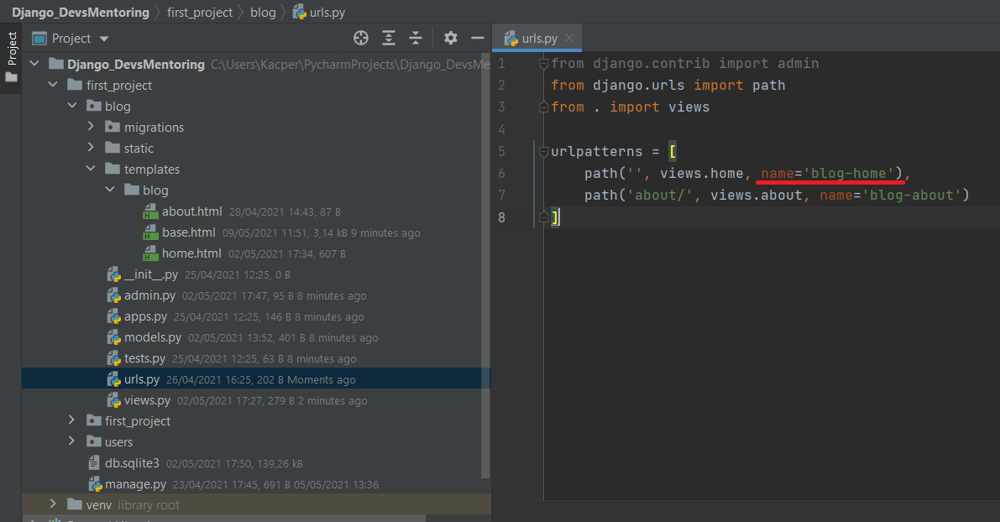 Django_DevsMentoring first_project blog urls.py
Project
Project
urls.py
Django_DevsMentoring C:\Users\Kacper\PycharmProjects\Django_DevsMe
first_project
blog
migrations
static
templates
blog
about.html 28/04/2021 14:43, 87 B
base.html 09/05/2021 11:51, 3,14 kB 9 minutes ago
home.html 02/05/2021 17:34, 607 B
__init__.py 25/04/2021 12:25, 0 B
admin.py 02/05/2021 17:47, 95 B 8 minutes ago
apps.py 25/04/2021 12:25, 146 B 8 minutes ago
models.py 02/05/2021 13:52, 401 B 8 minutes ago
tests.py 25/04/2021 12:25, 63 B 8 minutes ago
urls.py 26/04/2021 16:25, 202 B Moments ago
views.py 02/05/2021 17:27, 279 B 2 minutes ago
first_project
users
db.sqlite3 02/05/2021 17:50, 139,26 kB
manage.py 23/04/2021 17:45, 691 B 05/05/2021 13:36
venv library root
1 from django.contrib import admin
2 from django.urls import path
3 from . import views
4
5 urlpatterns = [
6 path('', views.home, name='blog-home'),
7 path('about/', views.about, name='blog-about')
8 ]